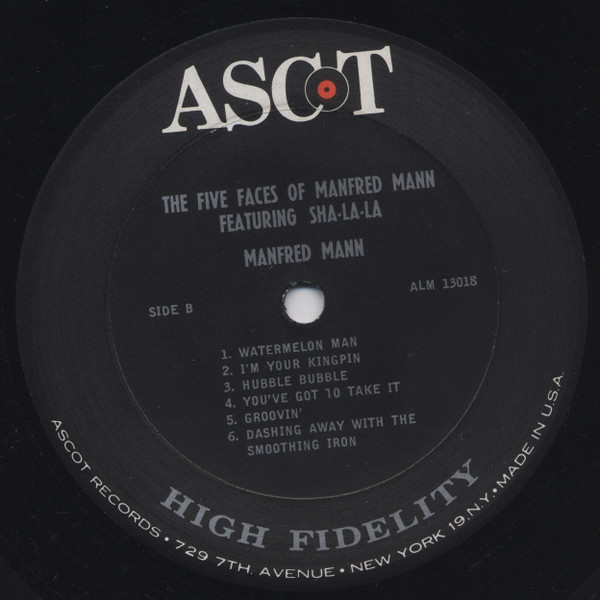 ASCOT
THE FIVE FACES OF MANFRED MANN
FEATURING SHA-LA-LA
MANFRED MANN
SIDE B
ALM 13018
1. WATERMELON MAN
2. I'M YOUR KINGPIN
3. HUBBLE BUBBLE
4. YOU'VE GOT TO TAKE IT
5. GROOVIN'
6. DASHING AWAY WITH THE
SMOOTHING IRON
HIGH FIDELITY
ASCOT RECORDS • 729 7TH. AVENUE • NEW YORK 19.N.Y. • MADE IN U.S.A.